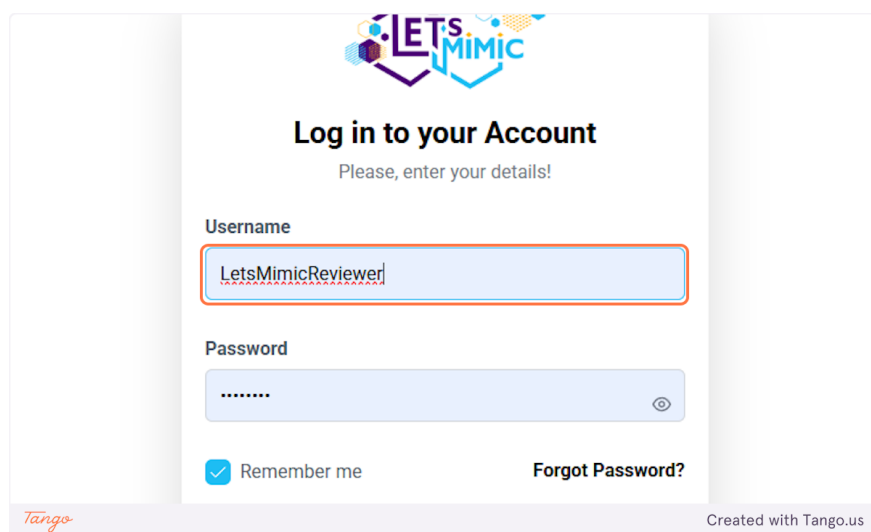 LET'S
MiMiC
Log in to your Account
Please, enter your details!
Username
LetsMimicReviewer
Password
••••••••
Remember me
Forgot Password?
Tango
Created with Tango.us